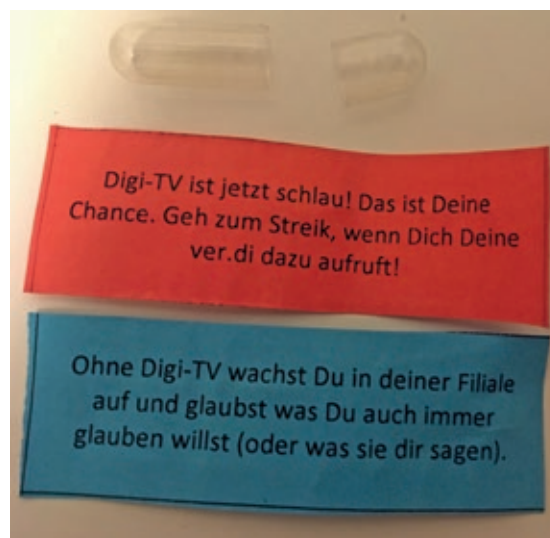 Digi-TV ist jetzt schlau! Das ist Deine
Chance. Geh zum Streik, wenn Dich Deine
ver.di dazu aufruft!
Ohne Digi-TV wachst Du in deiner Filiale
auf und glaubst was Du auch immer
glauben willst (oder was sie dir sagen).